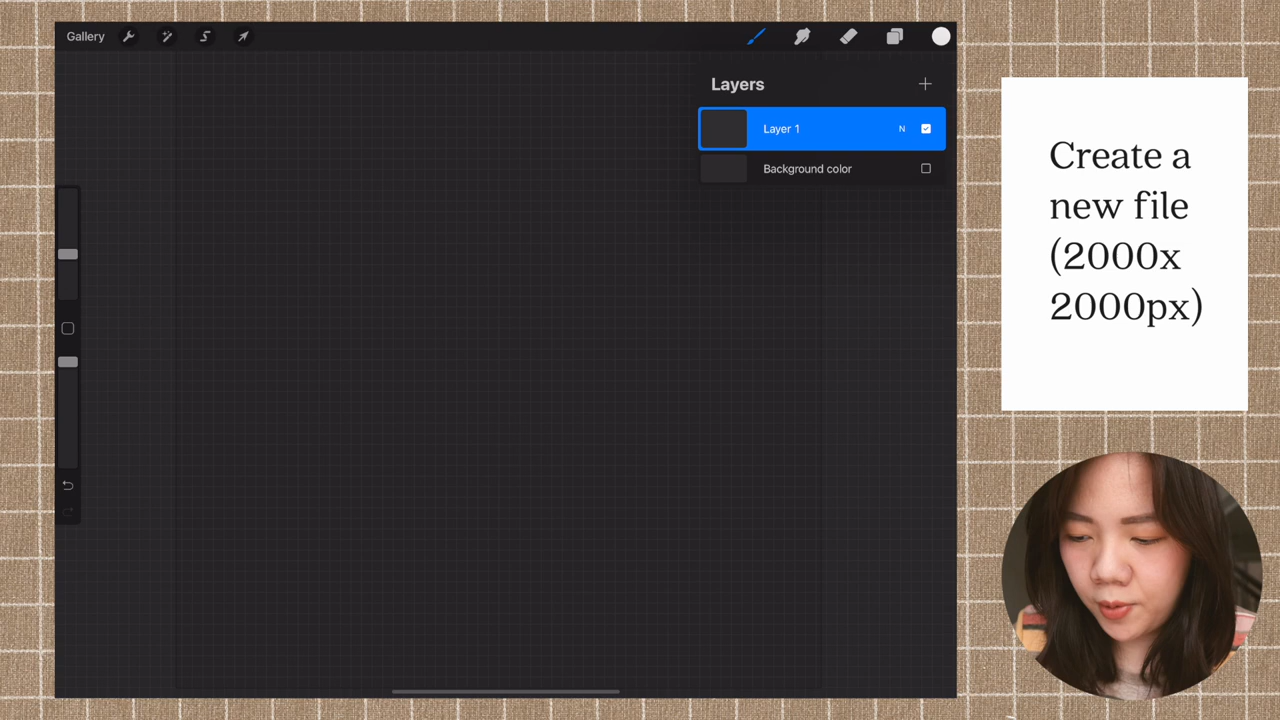 Gallery
Layers
Layer 1 N
Background color
Create a
new file
(2000x
2000px)